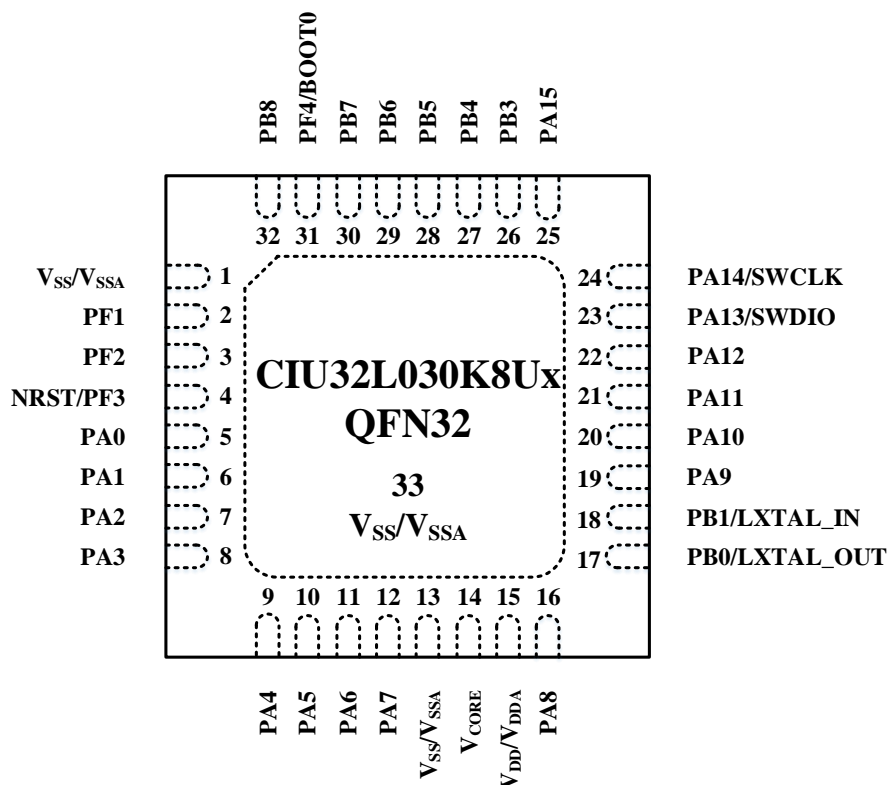 PB8
PF4/BOOT0
PB7
PB6
PB5
PB4
PB3
PA15
32
31
30
29
28
27
26
25
VSS/VSSA
1
24
PA14/SWCLK
PF1
2
23
PA13/SWDIO
PF2
3
22
PA12
NRST/PF3
4
21
PA11
PA0
5
20
PA10
PA1
6
19
PA9
PA2
7
18
PB1/LXTAL_IN
PA3
8
17
PB0/LXTAL_OUT
CIU32L030K8Ux
QFN32
33
VSS/VSSA
9
10
11
12
13
14
15
16
PA4
PA5
PA6
PA7
VSS/VSSA
VCORE
VDD/VDDA
PA8